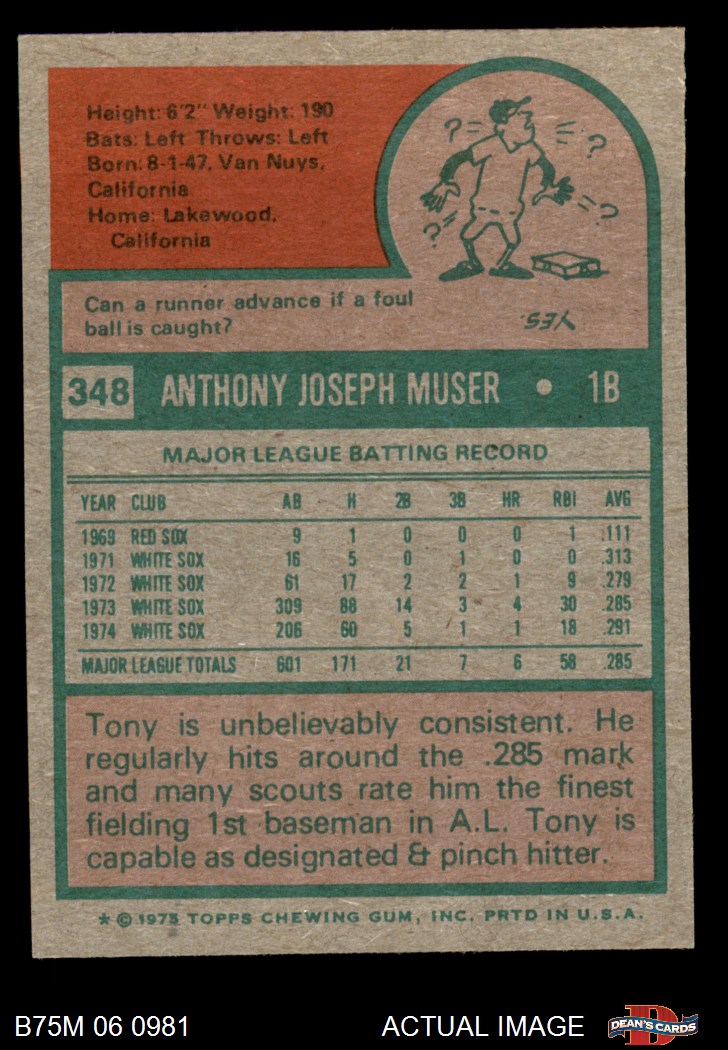 Height: 6'2" Weight: 190
Bats: Left Throws: Left
Born: 8-1-47, Van Nuys,
California
Home: Lakewood,
California
? ? ? ?
Can a runner advance if a foul
ball is caught?
YES.
348 ANTHONY JOSEPH MUSER • 1B
MAJOR LEAGUE BATTING RECORD
YEAR CLUB AB H 2B 3B HR RBI AVG
1969 RED SOX 9 1 0 0 0 1 .111
1971 WHITE SOX 16 5 0 1 0 0 .313
1972 WHITE SOX 61 17 2 2 1 9 .279
1973 WHITE SOX 309 88 14 3 4 30 .285
1974 WHITE SOX 206 60 5 1 1 18 .291
MAJOR LEAGUE TOTALS 601 171 21 7 6 58 .285
Tony is unbelievably consistent. He
regularly hits around the .285 mark
and many scouts rate him the finest
fielding 1st baseman in A.L. Tony is
capable as designated & pinch hitter.
* © 1975 TOPPS CHEWING GUM, INC. PRTD IN U.S.A.
B75M 06 0981 ACTUAL IMAGE D DEAN'S CARDS